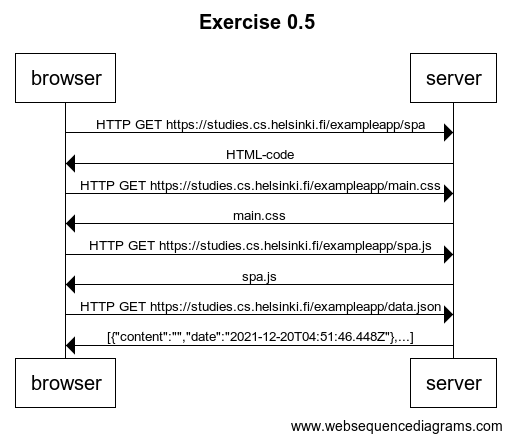 Exercise 0.5
browser
server
HTTP GET https://studies.cs.helsinki.fi/exampleapp/spa
HTML-code
HTTP GET https://studies.cs.helsinki.fi/exampleapp/main.css
main.css
HTTP GET https://studies.cs.helsinki.fi/exampleapp/spa.js
spa.js
HTTP GET https://studies.cs.helsinki.fi/exampleapp/data.json
[{"content":"","date":"2021-12-20T04:51:46.448Z"},...]
browser
server
www.websequencediagrams.com